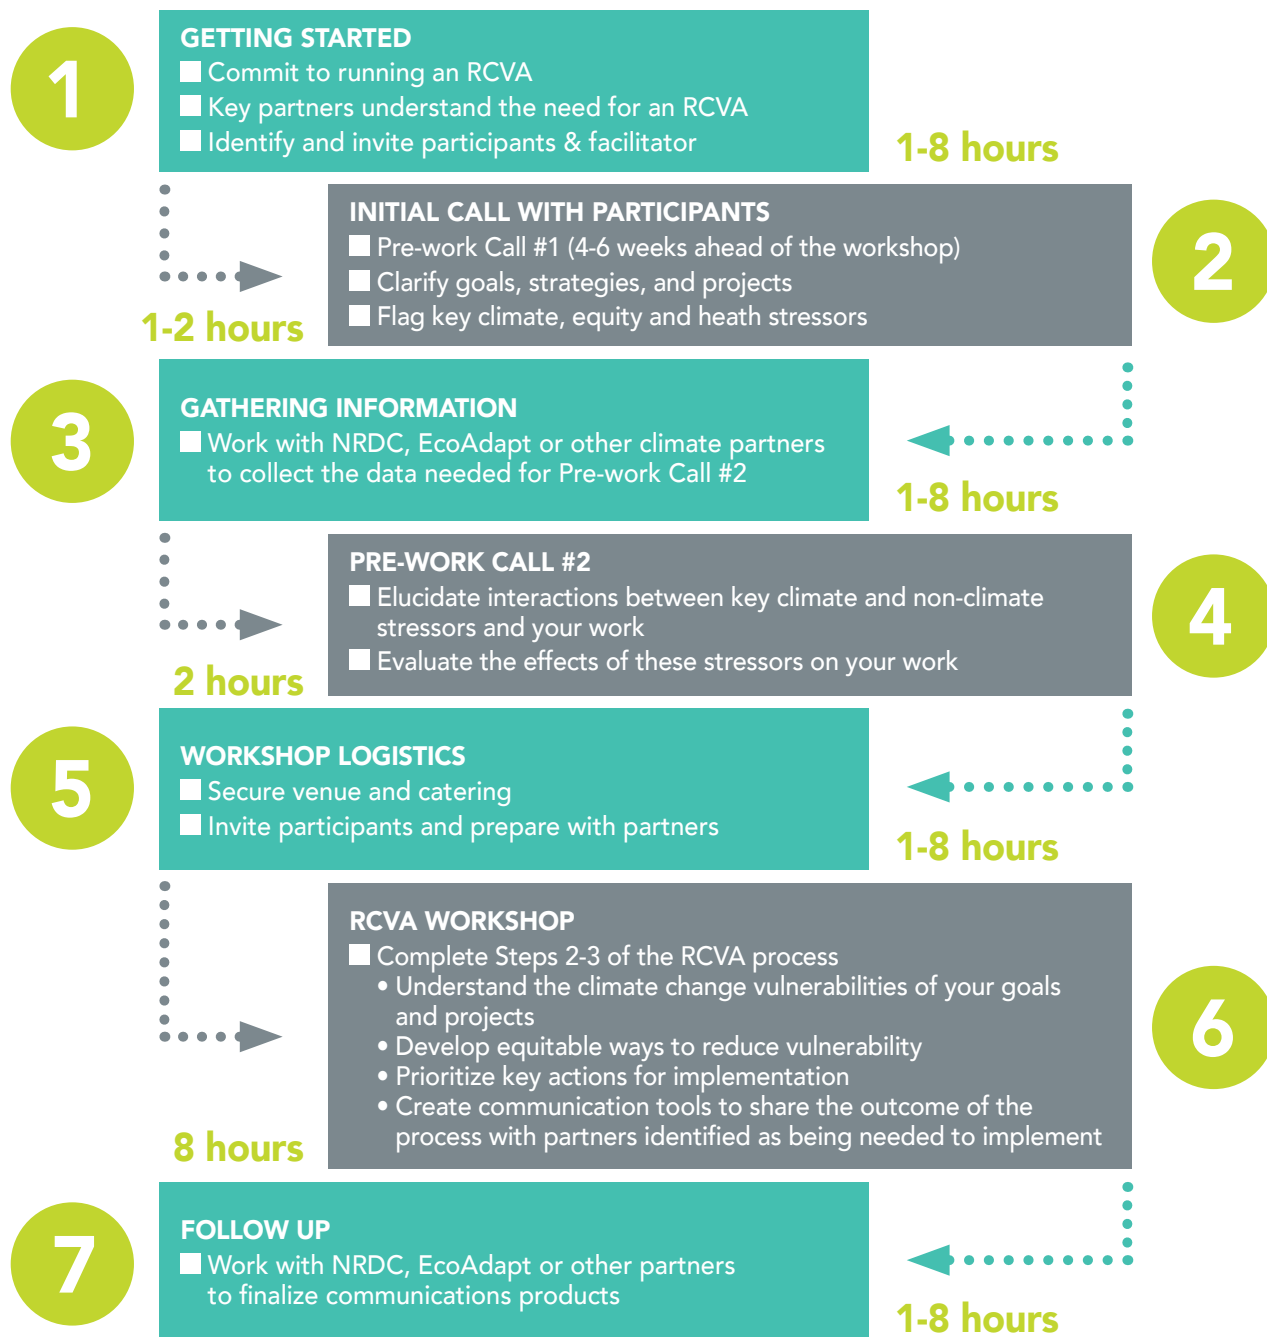 1
GETTING STARTED
Commit to running an RCVA
Key partners understand the need for an RCVA
Identify and invite participants & facilitator
1-8 hours
2
INITIAL CALL WITH PARTICIPANTS
Pre-work Call #1 (4-6 weeks ahead of the workshop)
Clarify goals, strategies, and projects
Flag key climate, equity and heath stressors
1-2 hours
3
GATHERING INFORMATION
Work with NRDC, EcoAdapt or other climate partners
to collect the data needed for Pre-work Call #2
1-8 hours
4
PRE-WORK CALL #2
Elucidate interactions between key climate and non-climate
stressors and your work
Evaluate the effects of these stressors on your work
2 hours
5
WORKSHOP LOGISTICS
Secure venue and catering
Invite participants and prepare with partners
1-8 hours
6
RCVA WORKSHOP
Complete Steps 2-3 of the RCVA process
• Understand the climate change vulnerabilities of your goals
and projects
• Develop equitable ways to reduce vulnerability
• Prioritize key actions for implementation
• Create communication tools to share the outcome of the
process with partners identified as being needed to implement
8 hours
7
FOLLOW UP
Work with NRDC, EcoAdapt or other partners
to finalize communications products
1-8 hours